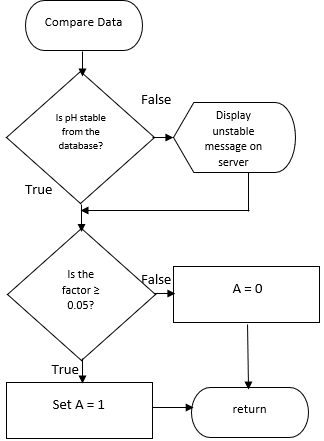 Compare Data
False
Is pH stable
from the
database?
Display
unstable
message on
server
True
Is the
factor ≥
0.05?
False
A = 0
True
Set A = 1
return